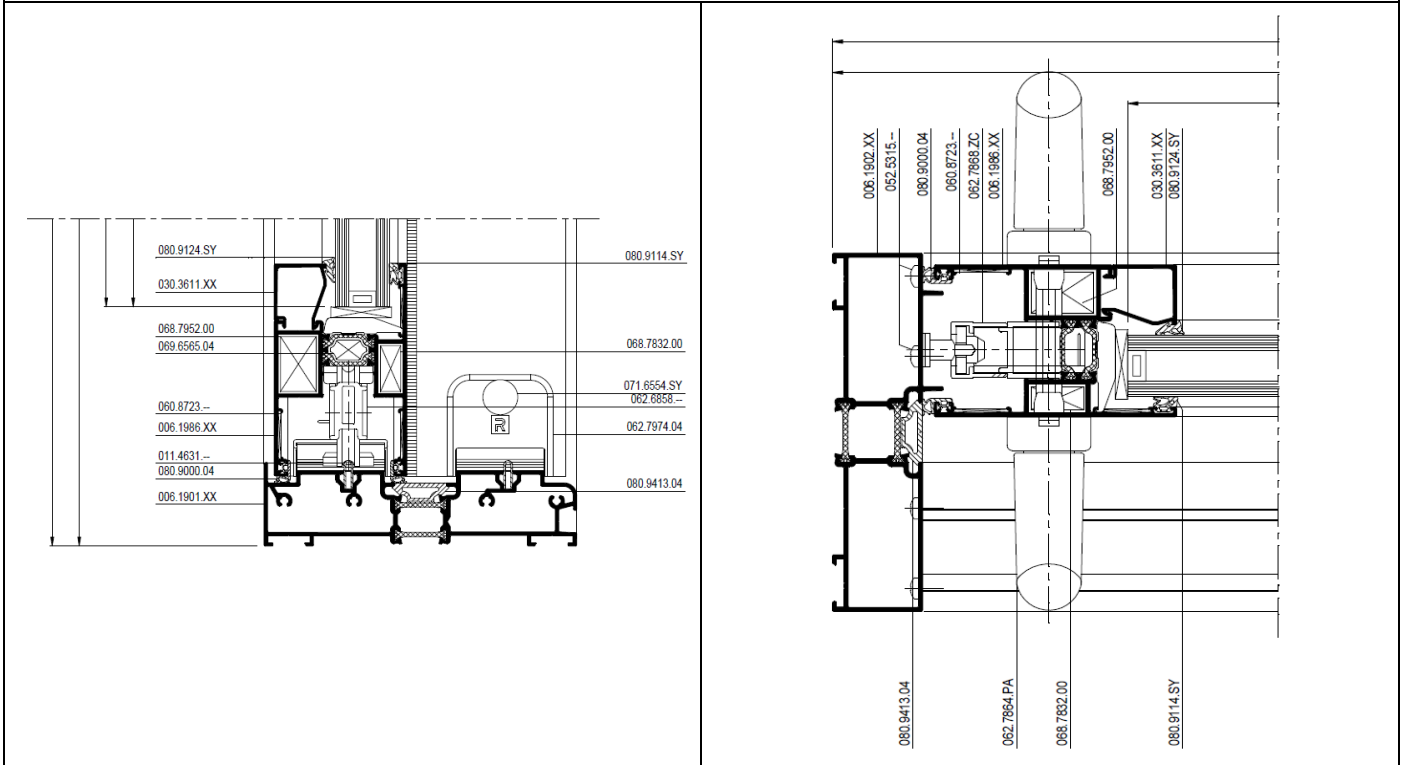 080.9124.SY
030.3611.XX
068.7952.00
069.6565.04
060.8723.--
006.1986.XX
011.4631.--
080.9000.04
006.1901.XX
080.9114.SY
068.7832.00
071.6554.SY
062.6858.--
062.7974.04
R
080.9413.04
006.1902.XX
052.5315.--
080.9000.04
060.8723.--
062.7868.ZC
006.1986.XX
068.7952.00
030.3611.XX
080.9124.SY
080.9413.04
062.7864.PA
068.7832.00
080.9114.SY